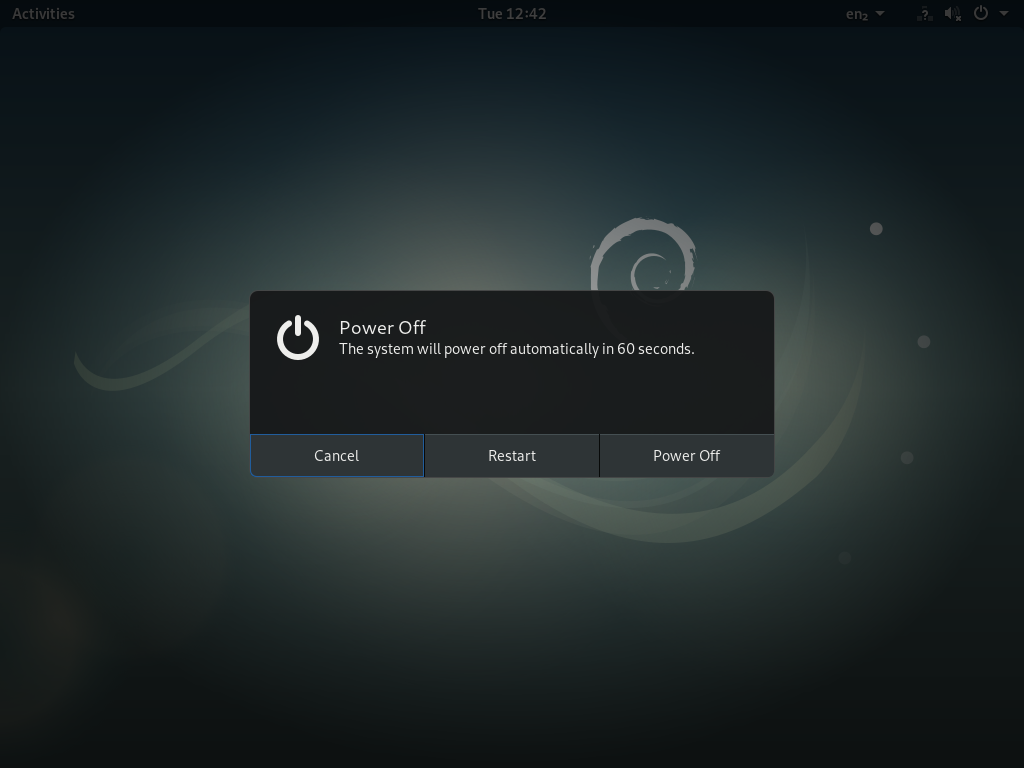 Activities
Tue 12:42
en₂
?
Power Off
The system will power off automatically in 60 seconds.
Cancel
Restart
Power Off